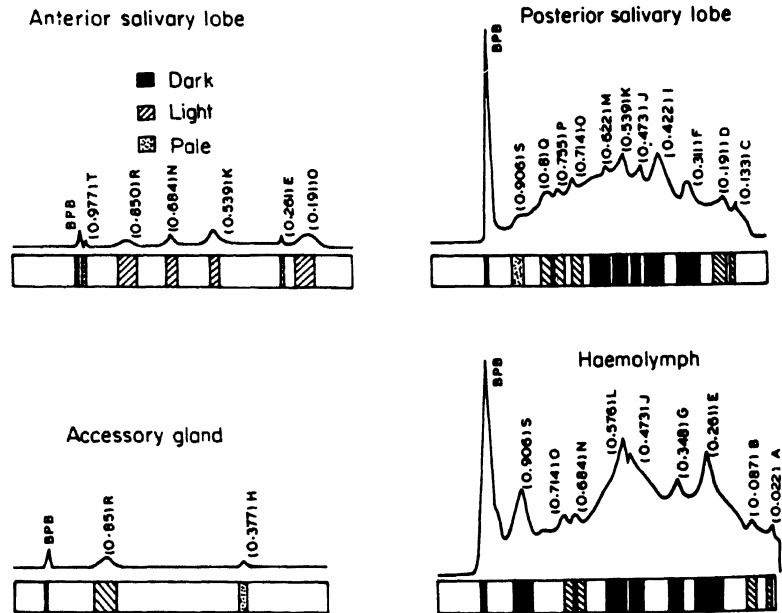 Anterior salivary lobe
Dark
Light
Pale
BPB
(0.977)T
(0.850)R
(0.684)N
(0.539)K
(0.261)E
(0.191)D
Posterior salivary lobe
BPB
(0.906)S
(0.81)Q
(0.755)P
(0.714)O
(0.622)M
(0.539)K
(0.473)J
(0.422)I
(0.311)F
(0.191)D
(0.133)C
Accessory gland
BPB
(0.85)R
(0.377)H
Haemolymph
BPB
(0.906)S
(0.714)O
(0.684)N
(0.576)L
(0.473)J
(0.348)G
(0.261)E
(0.087)B
(0.022)A